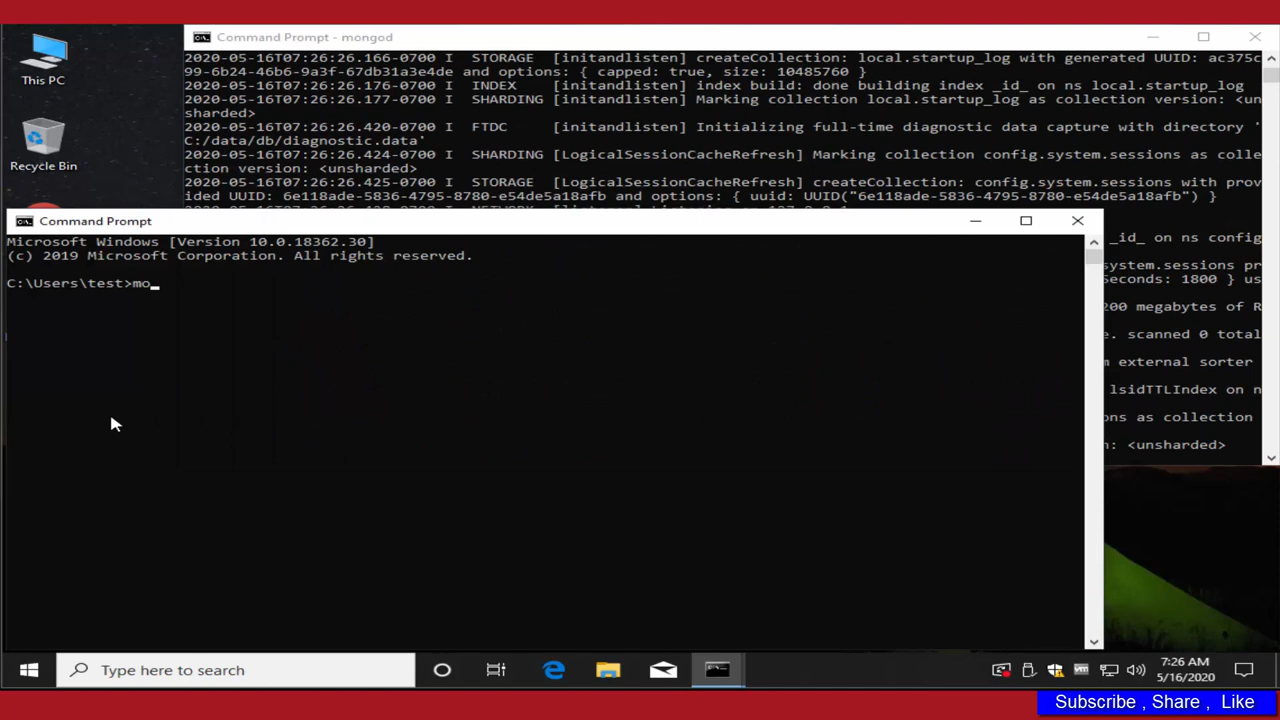 This PC
Recycle Bin
Command Prompt - mongod
2020-05-16T07:26:26.166-0700 I  STORAGE  [initandlisten] createCollection: local.startup_log with generated UUID: ac375c
99-6b24-46b6-9a3f-67db31a3e4de and options: { capped: true, size: 10485760 }
2020-05-16T07:26:26.176-0700 I  INDEX    [initandlisten] index build: done building index _id_ on ns local.startup_log
2020-05-16T07:26:26.177-0700 I  SHARDING [initandlisten] Marking collection local.startup_log as collection version: <un
sharded>
2020-05-16T07:26:26.420-0700 I  FTDC     [initandlisten] Initializing full-time diagnostic data capture with directory '
C:/data/db/diagnostic.data'
2020-05-16T07:26:26.424-0700 I  SHARDING [LogicalSessionCacheRefresh] Marking collection config.system.sessions as colle
ction version: <unsharded>
2020-05-16T07:26:26.425-0700 I  STORAGE  [LogicalSessionCacheRefresh] createCollection: config.system.sessions with prov
ided UUID: 6e118ade-5836-4795-8780-e54de5a18afb and options: { uuid: UUID("6e118ade-5836-4795-8780-e54de5a18afb") }
_id_ on ns config
system.sessions pr
Seconds: 1800 } us
200 megabytes of R
e. scanned 0 total
m external sorter
lsidTTLIndex on n
ons as collection
n: <unsharded>
Command Prompt
Microsoft Windows [Version 10.0.18362.30]
(c) 2019 Microsoft Corporation. All rights reserved.
C:\Users\test>mo_
Type here to search
vm
7:26 AM
5/16/2020
Subscribe , Share ,  Like